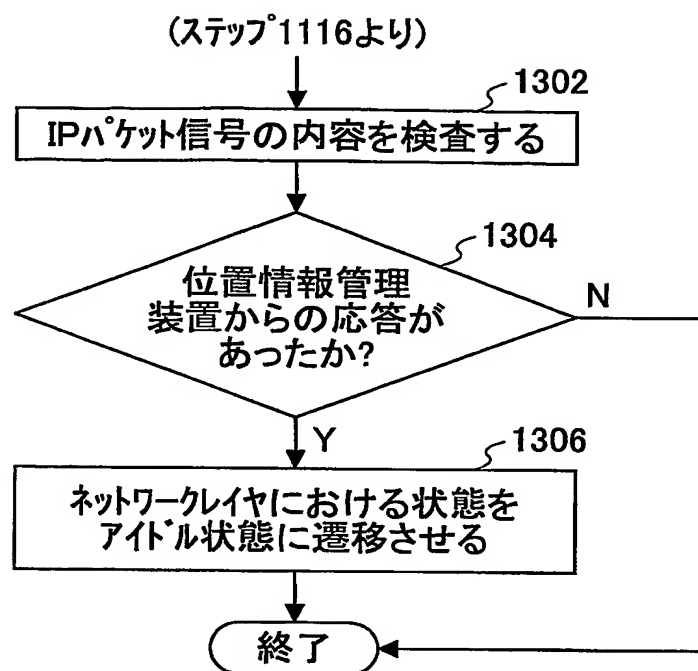 (ステップ1116より)
1302
IPパケット信号の内容を検査する
1304
位置情報管理
装置からの応答が
あったか?
N
Y
1306
ネットワークレイヤにおける状態を
アイドル状態に遷移させる
終了